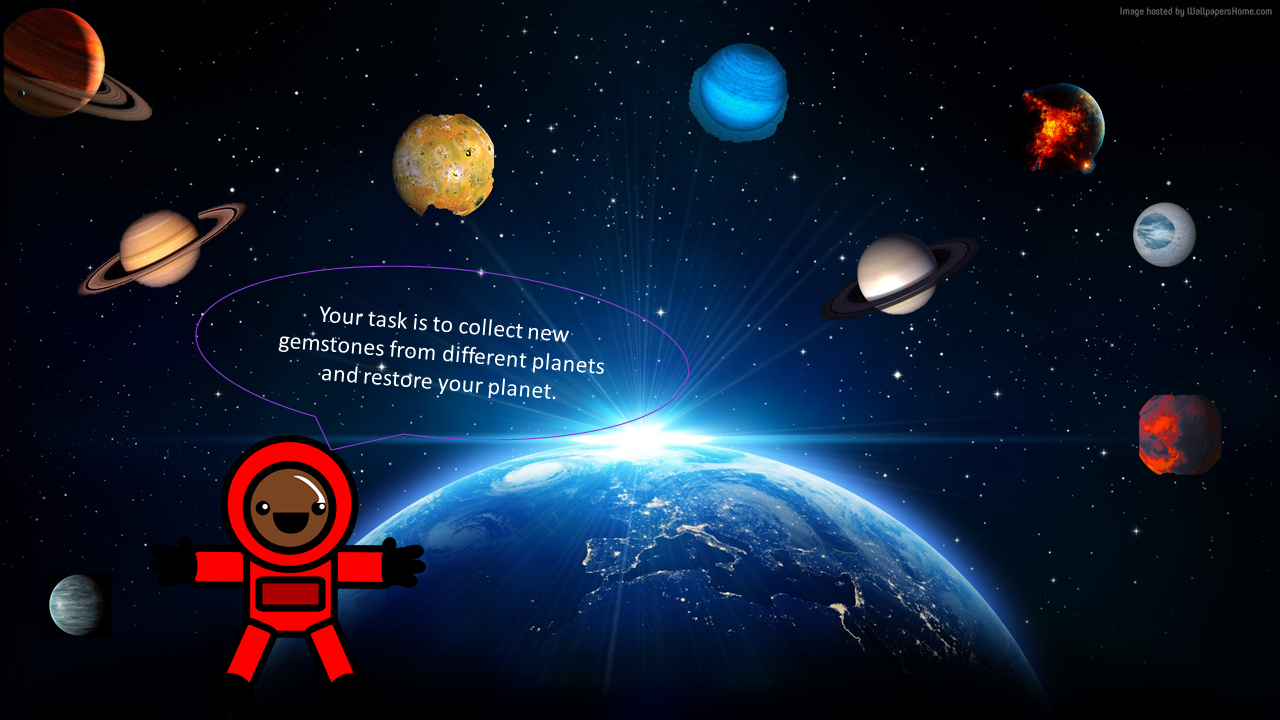 Image hosted by WallpapersHome.com
Your task is to collect new
gemstones from different planets
and restore your planet.